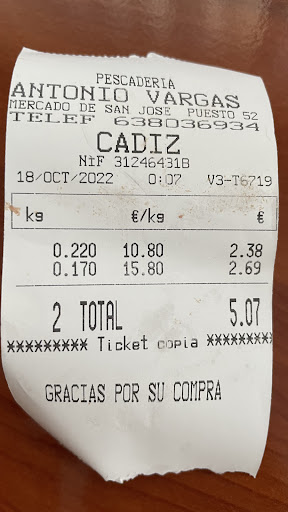 PESCADERIA
ANTONIO VARGAS
MERCADO DE SAN JOSE PUESTO 52
TELEF 638036934
CADIZ
NIF 31246431B
18/OCT/2022 0:07 V3-T6719
kg €/kg €
0.220 10.80 2.38
0.170 15.80 2.69
2 TOTAL 5.07
********* Ticket copia *********
GRACIAS POR SU COMPRA